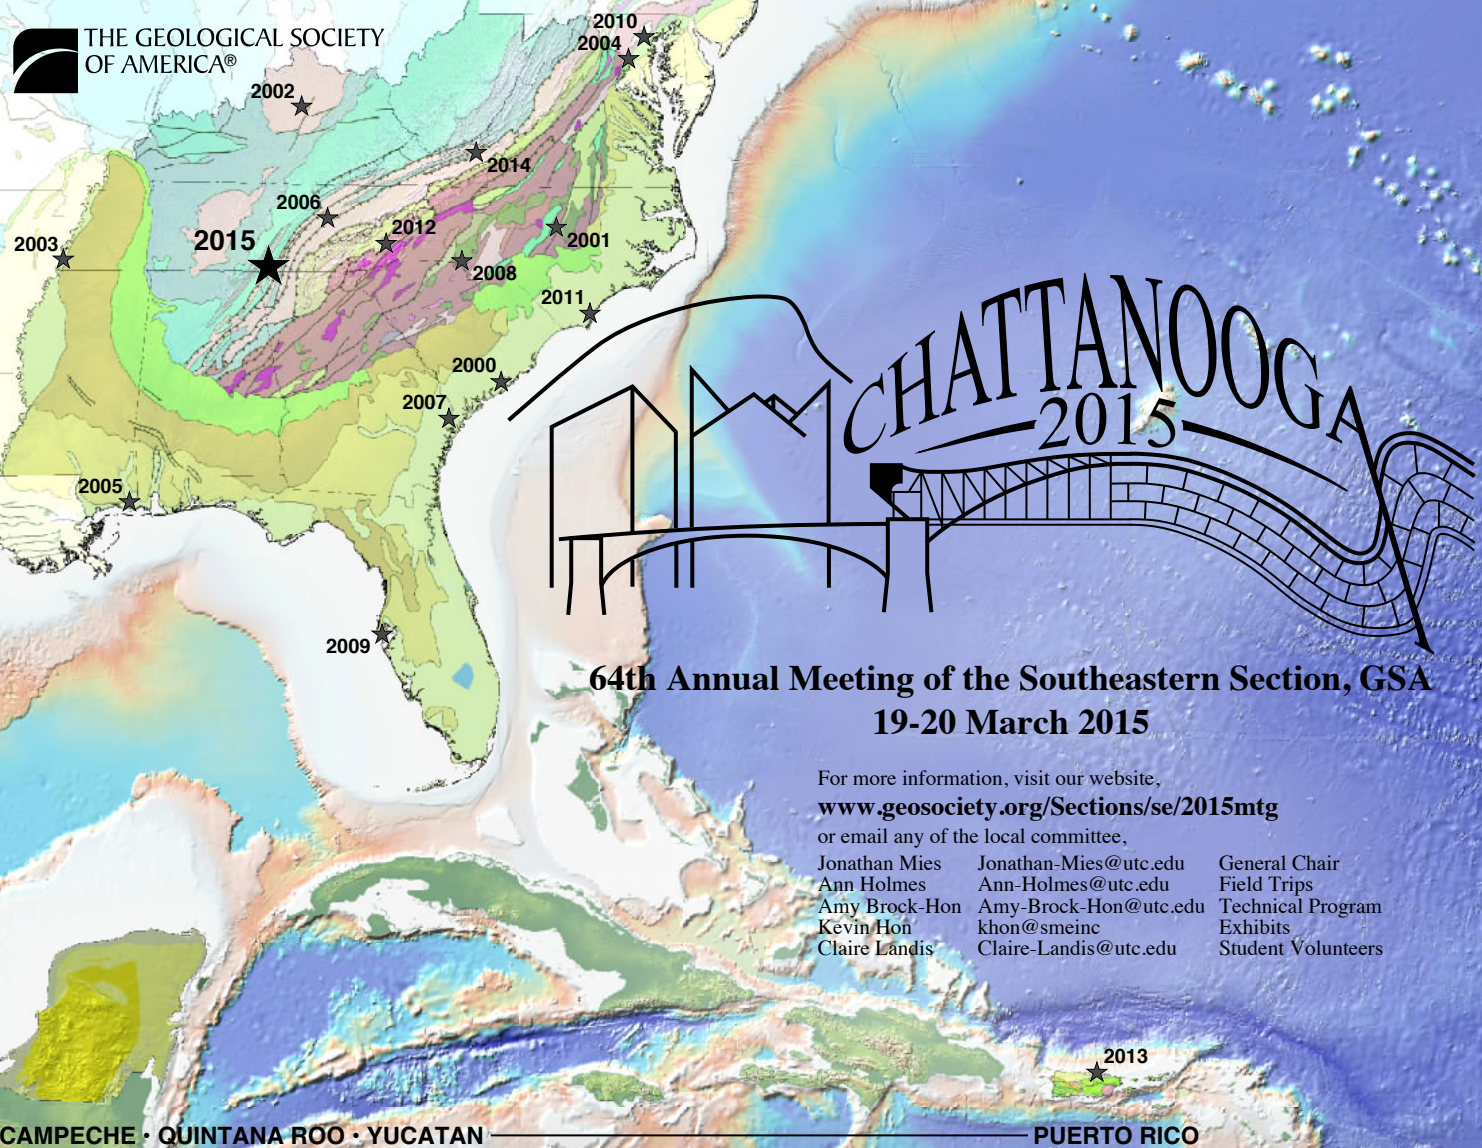 THE GEOLOGICAL SOCIETY
OF AMERICA®
2010
2004
2002
2014
2006
2012
2015
2003
2001
2008
2011
2000
2007
2005
2009
CHATTANOOGA
2015
64th Annual Meeting of the Southeastern Section, GSA
19-20 March 2015
For more information, visit our website,
www.geosociety.org/Sections/se/2015mtg
or email any of the local committee,
Jonathan Mies Jonathan-Mies@utc.edu General Chair
Ann Holmes Ann-Holmes@utc.edu Field Trips
Amy Brock-Hon Amy-Brock-Hon@utc.edu Technical Program
Kevin Hon khon@smeinc Exhibits
Claire Landis Claire-Landis@utc.edu Student Volunteers
2013
CAMPECHE • QUINTANA ROO • YUCATAN PUERTO RICO